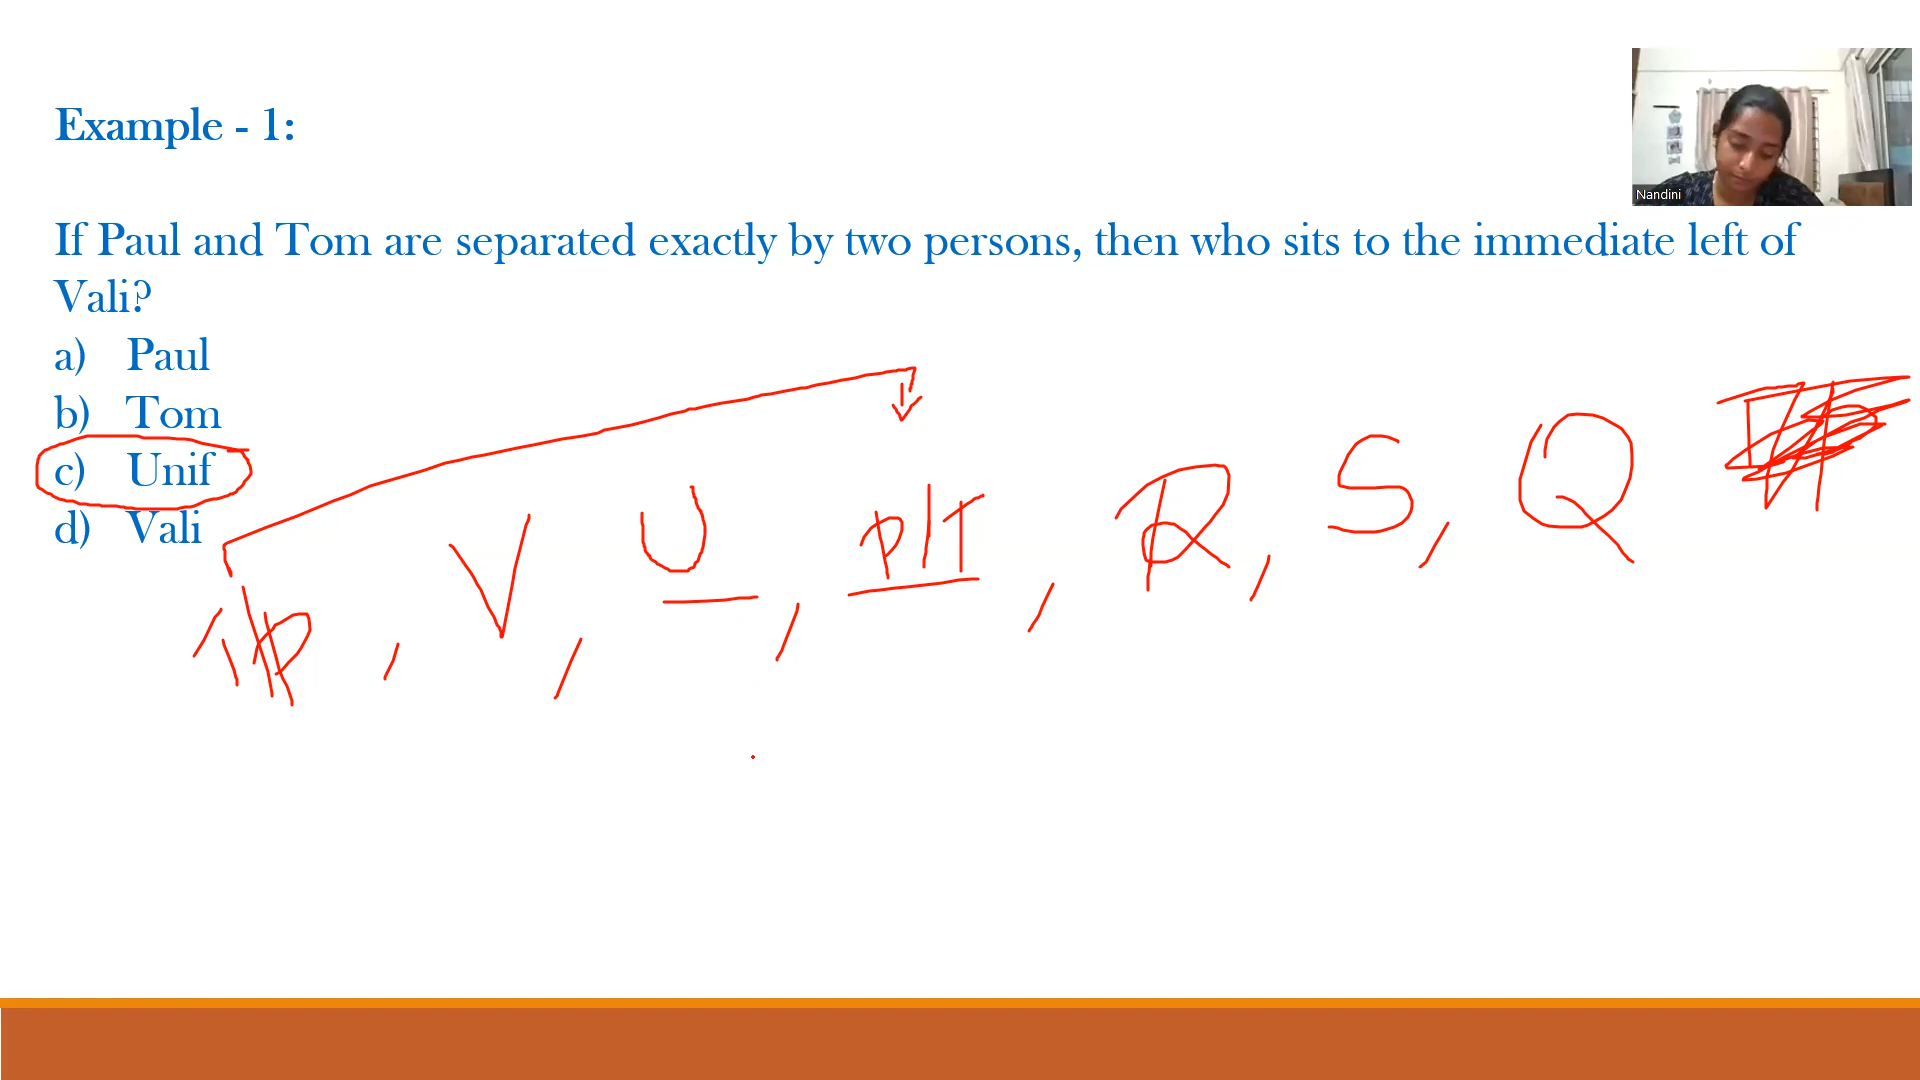 Example - 1:
Nandini
If Paul and Tom are separated exactly by two persons, then who sits to the immediate left of
Vali?
a) Paul
b) Tom
c) Unif
d) Vali
T/P, V, U, P/T, R, S, Q